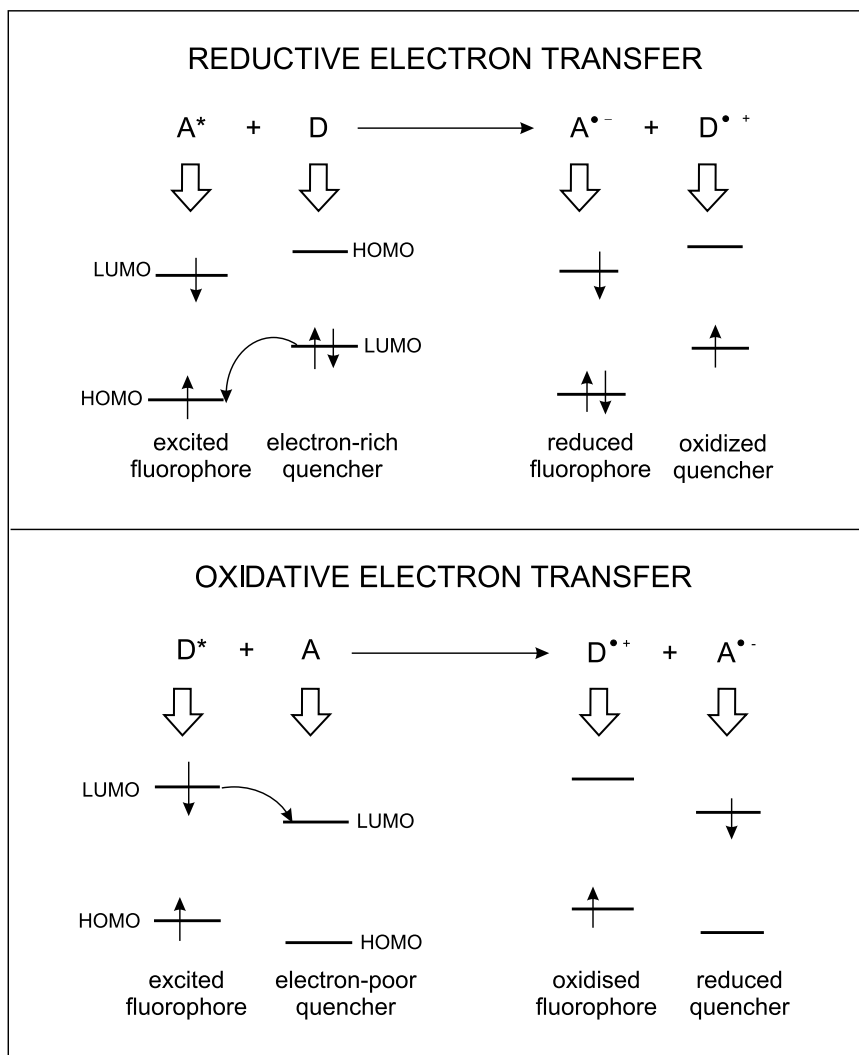 REDUCTIVE ELECTRON TRANSFER
A* + D A•– + D•+
HOMO
LUMO
LUMO
HOMO
excited fluorophore
electron-rich quencher
reduced fluorophore
oxidized quencher
OXIDATIVE ELECTRON TRANSFER
D* + A D•+ + A•-
LUMO
LUMO
HOMO
HOMO
excited fluorophore
electron-poor quencher
oxidised fluorophore
reduced quencher